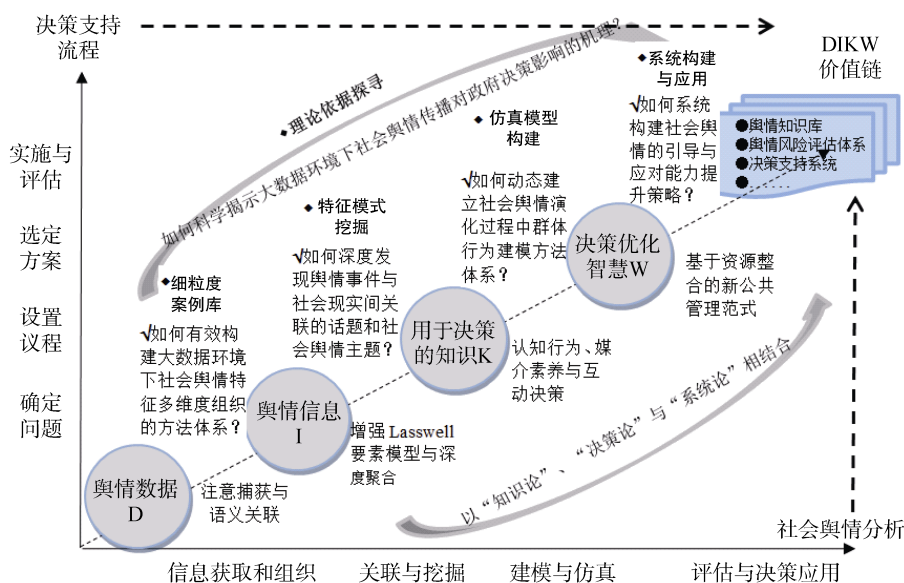 决策支持
流程
DIKW
价值链
实施与
评估
选定
方案
设置
议程
确定
问题
◆理论依据探寻
如何科学揭示大数据环境下社会舆情传播对政府决策影响的机理?
◆细粒度
案例库
√如何有效构
建大数据环境
下社会舆情特
征多维度组织
的方法体系?
◆特征模式
挖掘
√如何深度发
现舆情事件与
社会现实间关
联的话题和社
会舆情主题?
◆仿真模型
构建
√如何动态建
立社会舆情演
化过程中群体
行为建模方法
体系?
◆系统构建
与应用
√如何系统
构建社会舆
情的引导与
应对能力提
升策略?
●舆情知识库
●舆情风险评估体系
●决策支持系统
●……
舆情数据
D
舆情信息
I
用于决策
的知识K
决策优化
智慧W
注意捕获与
语义关联
增强 Lasswell
要素模型与深
度聚合
认知行为、媒
介素养与互
动决策
基于资源整
合的新公共
管理范式
以“知识论”、“决策论”与“系统论”相结合
社会舆情分析
信息获取和组织
关联与挖掘
建模与仿真
评估与决策应用